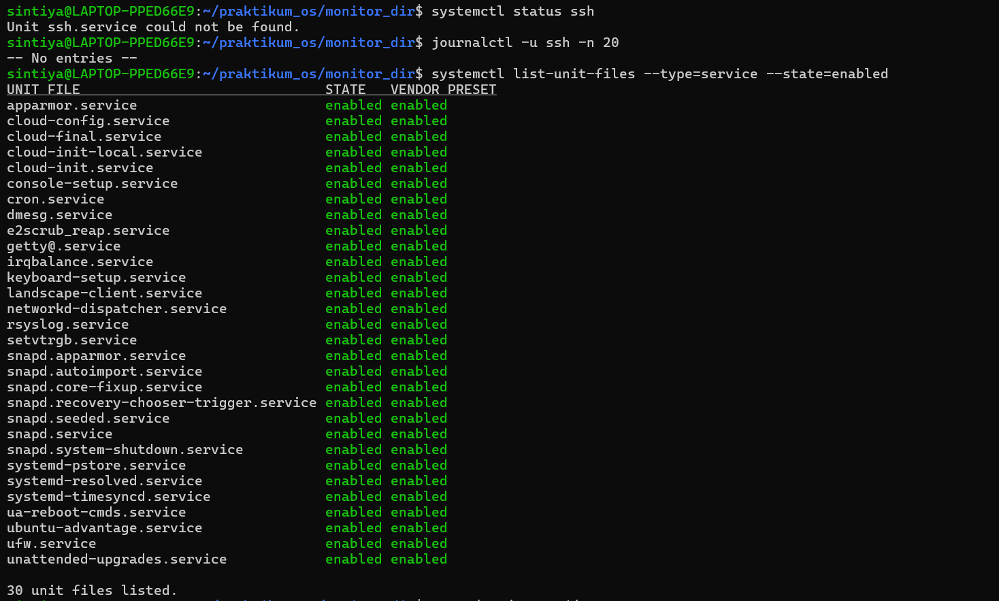 sintiya@LAPTOP-PPED66E9:~/praktikum_os/monitor_dir$ systemctl status ssh
Unit ssh.service could not be found.
sintiya@LAPTOP-PPED66E9:~/praktikum_os/monitor_dir$ journalctl -u ssh -n 20
-- No entries --
sintiya@LAPTOP-PPED66E9:~/praktikum_os/monitor_dir$ systemctl list-unit-files --type=service --state=enabled
UNIT FILE                              STATE   VENDOR PRESET
apparmor.service                       enabled enabled
cloud-config.service                   enabled enabled
cloud-final.service                    enabled enabled
cloud-init-local.service               enabled enabled
cloud-init.service                     enabled enabled
console-setup.service                  enabled enabled
cron.service                           enabled enabled
dmesg.service                          enabled enabled
e2scrub_reap.service                   enabled enabled
getty@.service                         enabled enabled
irqbalance.service                     enabled enabled
keyboard-setup.service                 enabled enabled
landscape-client.service               enabled enabled
networkd-dispatcher.service            enabled enabled
rsyslog.service                        enabled enabled
setvtrgb.service                       enabled enabled
snapd.apparmor.service                 enabled enabled
snapd.autoimport.service               enabled enabled
snapd.core-fixup.service               enabled enabled
snapd.recovery-chooser-trigger.service enabled enabled
snapd.seeded.service                   enabled enabled
snapd.service                          enabled enabled
snapd.system-shutdown.service          enabled enabled
systemd-pstore.service                 enabled enabled
systemd-resolved.service               enabled enabled
systemd-timesyncd.service              enabled enabled
ua-reboot-cmds.service                 enabled enabled
ubuntu-advantage.service               enabled enabled
ufw.service                            enabled enabled
unattended-upgrades.service            enabled enabled

30 unit files listed.